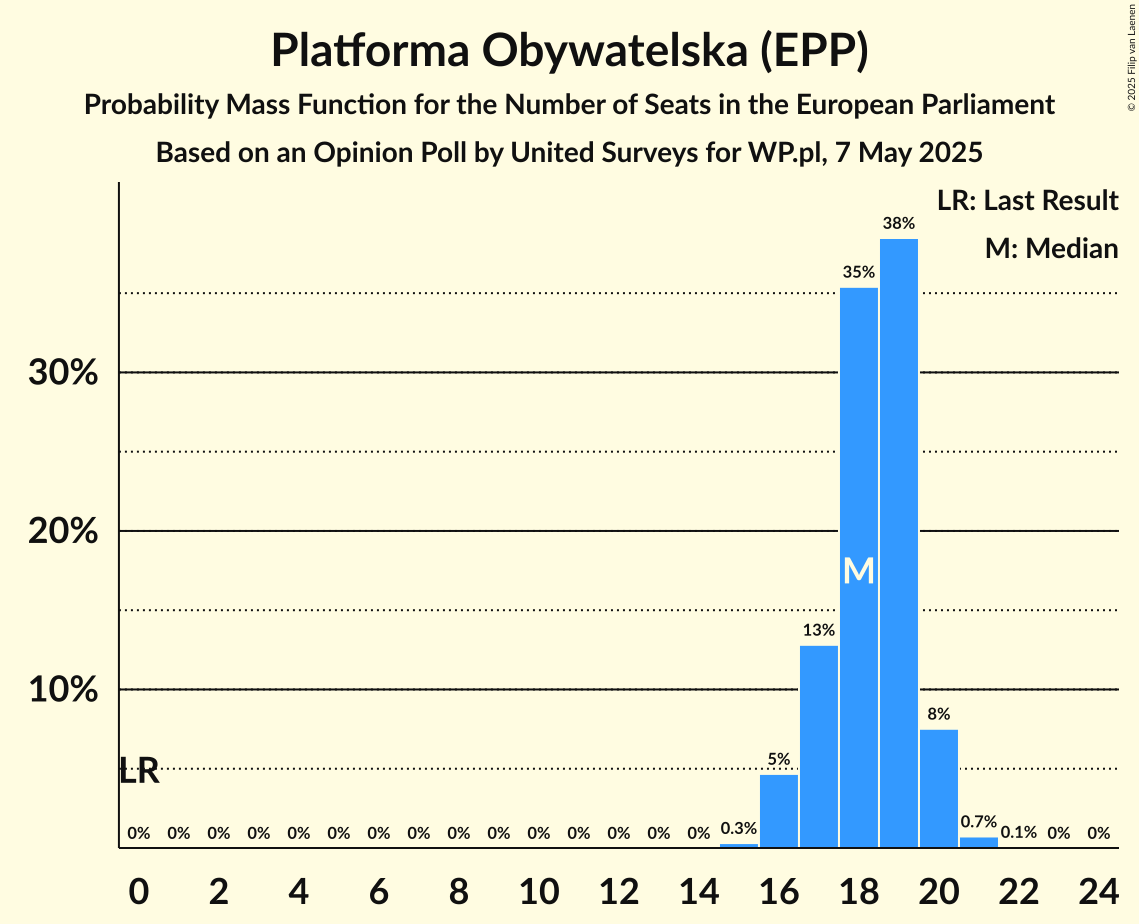 Platforma Obywatelska (EPP)
Probability Mass Function for the Number of Seats in the European Parliament
Based on an Opinion Poll by United Surveys for WP.pl, 7 May 2025
© 2025 Filip van Laenen
LR: Last Result
M: Median
38%
35%
30%
20%
M
13%
10%
8%
5%
LR
0% 0% 0% 0% 0% 0% 0% 0% 0% 0% 0% 0% 0% 0% 0% 0.3% 0.7% 0.1% 0% 0%
0 2 4 6 8 10 12 14 16 18 20 22 24